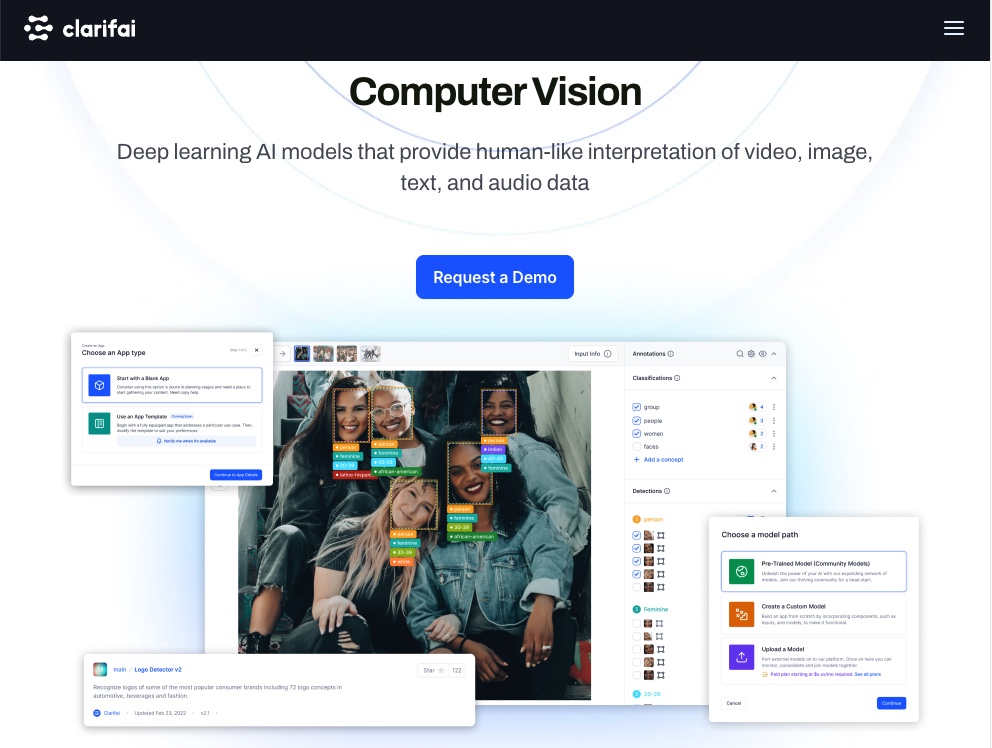 clarifai
Computer Vision
Deep learning AI models that provide human-like interpretation of video, image,
text, and audio data
Request a Demo
Create an App
Choose an App type
Step 1 of 2
Start with a Blank App
Consider using this option is you're in planning stages and need a place to
start gathering your content. Need copy help.
Use an App Template
Coming Soon
Begin with a fully equipped app that addresses a particular use case. Then,
modify the template to suit your preferences.
Notify me when it's available
Continue to App Details
Input Info
Annotations
Classifications
group 4
people 3
women 2
faces 2
Add a concept
Detections
1 person
5 Feminine
20-29
person
feminine
20-29
latino-hispan
person
feminine
20-29
african-american
person
indian
40-49
feminine
person
feminine
20-29
african-american
person
feminine
20-29
white
main / Logo Detector v2
Star 122
Recognize logos of some of the most popular consumer brands including 72 logo concepts in
automotive, beverages and fashion.
Clarifai • Updated Feb 23, 2022 • v2.1 •
Choose a model path
Pre-Trained Model (Community Models)
Unleash the power of your AI with our expanding network of
models. Join our thriving community for a head start.
Create a Custom Model
Build an app from scratch by incorporating components, such as
inputs, and models, to make it functional.
Upload a Model
Port external models on to our platform. Once on here you can
monitor, consolidate and join models together.
Paid plan starting at $x.xx/mo required. See all plans
Cancel
Continue